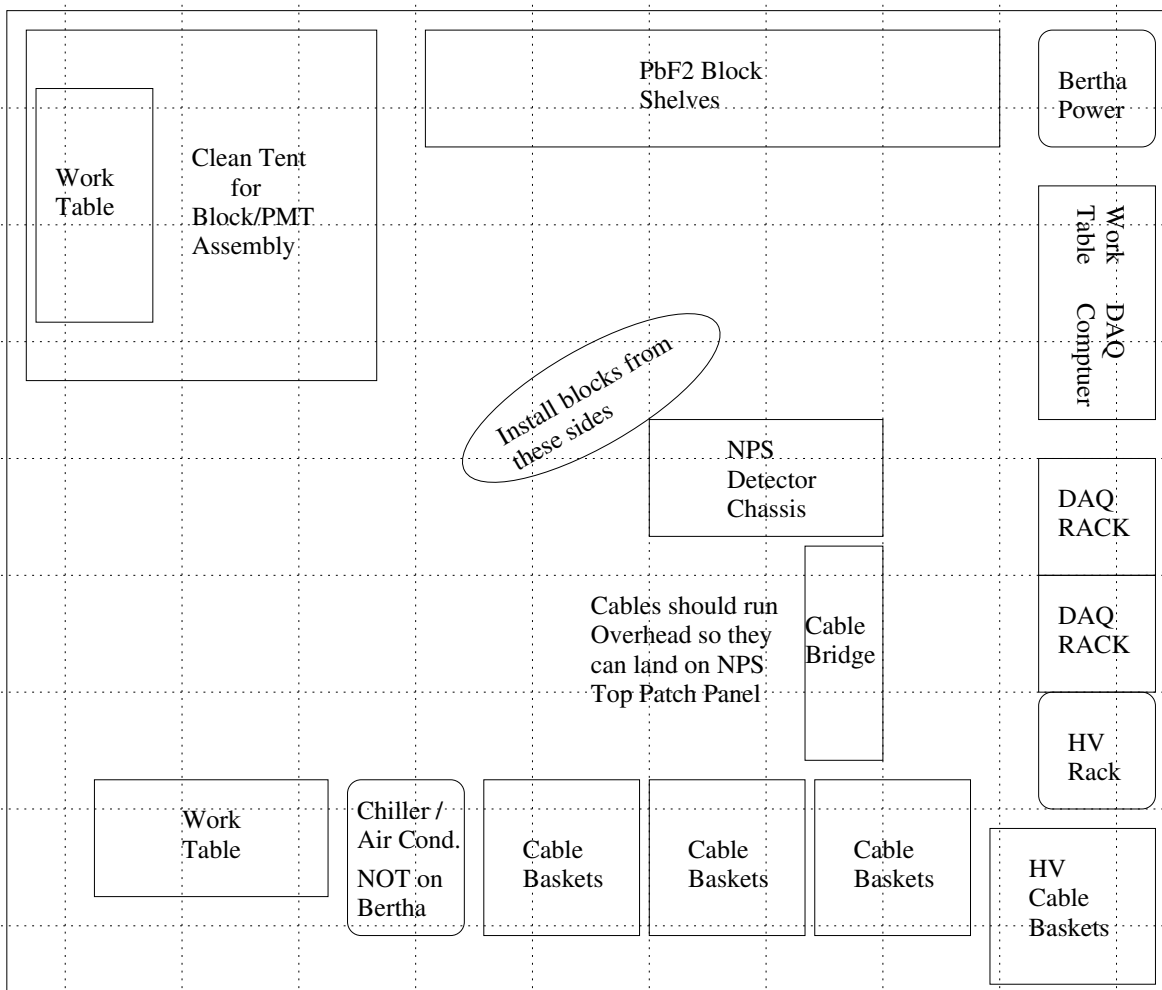 PbF2 Block
Shelves
Bertha
Power
Work
Table
Clean Tent
for
Block/PMT
Assembly
Work
Table
DAQ
Comptuer
Install blocks from
these sides
NPS
Detector
Chassis
DAQ
RACK
Cables should run
Overhead so they
can land on NPS
Top Patch Panel
Cable
Bridge
DAQ
RACK
HV
Rack
Work
Table
Chiller /
Air Cond.
NOT on
Bertha
Cable
Baskets
Cable
Baskets
Cable
Baskets
HV
Cable
Baskets